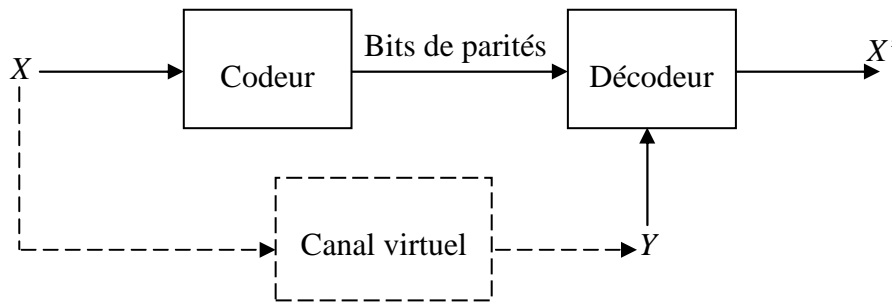 X
Codeur
Bits de parités
Décodeur
X'
Canal virtuel
Y